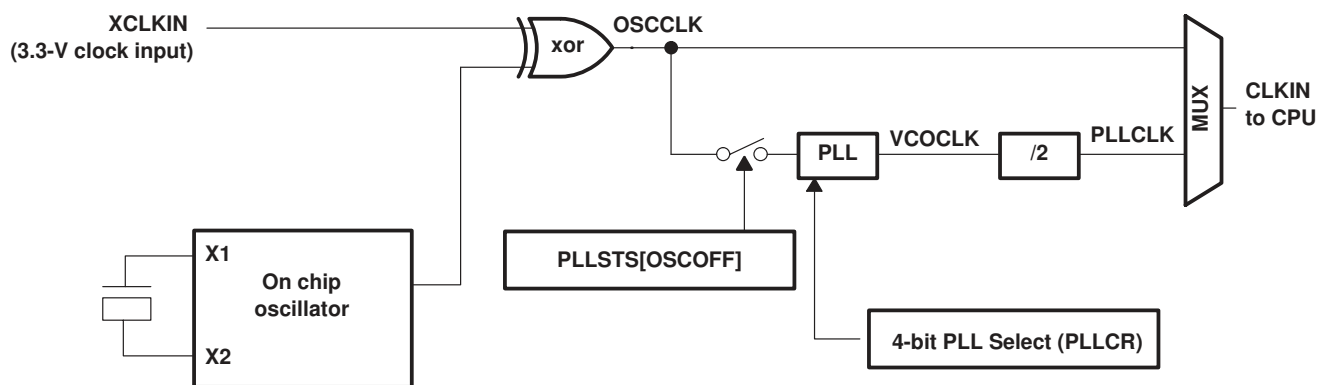 XCLKIN
(3.3-V clock input)
xor
OSCCLK
MUX
CLKIN
to CPU
PLL
VCOCLK
/2
PLLCLK
PLLSTS[OSCOFF]
X1
On chip
oscillator
X2
4-bit PLL Select (PLLCR)